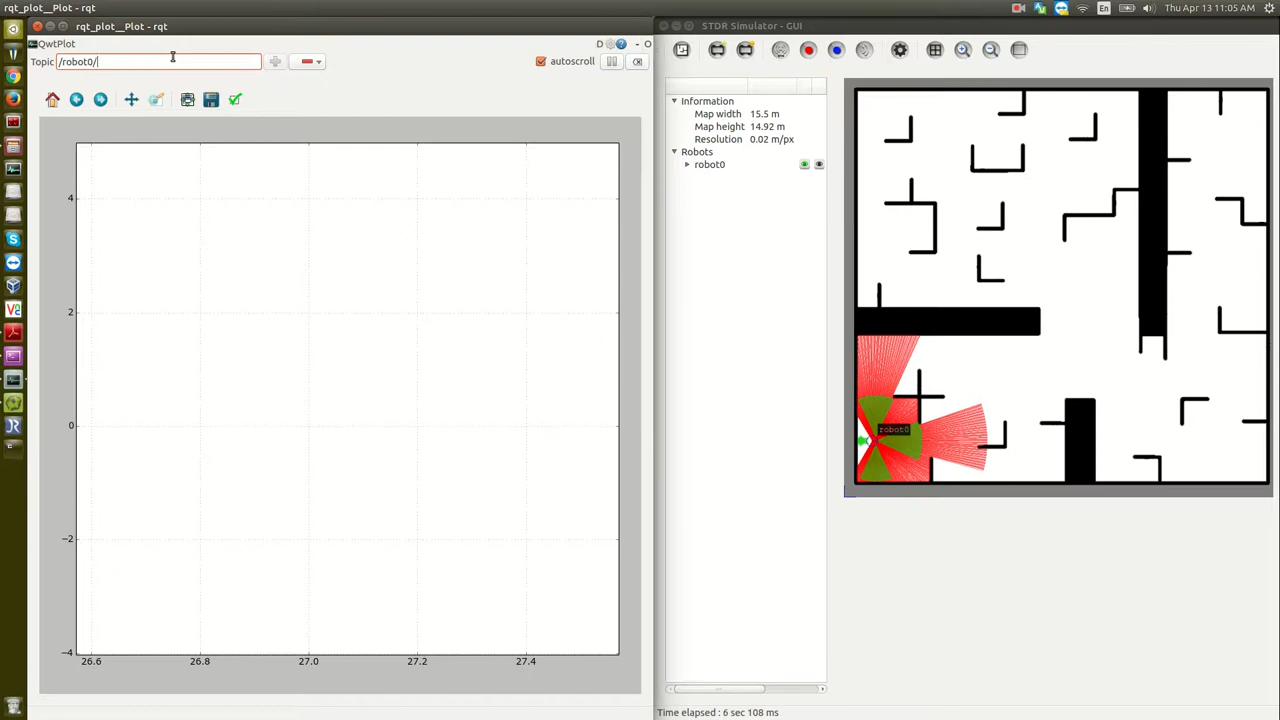 rqt_plot__Plot - rqt
En
Thu Apr 13 11:05 AM
rqt_plot__Plot - rqt
STDR Simulator - GUI
QwtPlot
D
- O
Topic
/robot0/
autoscroll
Information
Map width 15.5 m
Map height 14.92 m
Resolution 0.02 m/px
Robots
robot0
robot0
4
2
0
−2
−4
26.6 26.8 27.0 27.2 27.4
Time elapsed : 6 sec 108 ms